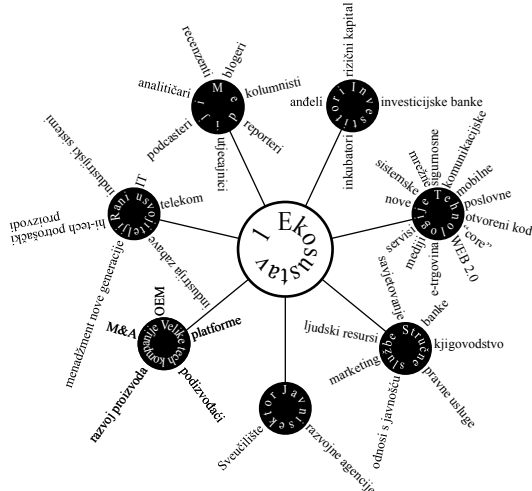 1 Ekosustav
Mediji
recenzenti
blogeri
kolumnisti
reporteri
utjecajnici
podcasteri
analitičari
Investitori
rizični kapital
investicijske banke
inkubatori
anđeli
Tehnologije
sigurnosne
komunikacijske
mobilne
poslovne
otvoreni kod
"core"
WEB 2.0
e-trgovina
mediji
servisi
nove
sistemske
mrežne
Stručne službe
banke
knjigovodstvo
pravne usluge
odnosi s javnošću
marketing
ljudski resursi
savjetovanje
Javni sektor
razvojne agencije
Sveučilište
Velike tech kompanije
OEM
platforme
podizvođači
razvoj proizvoda
M&A
Rani usvojitelji
IT
telekom
industrija zabave
menadžment nove generacije
hi-tech potrošački
proizvodi
industrijski sistemi